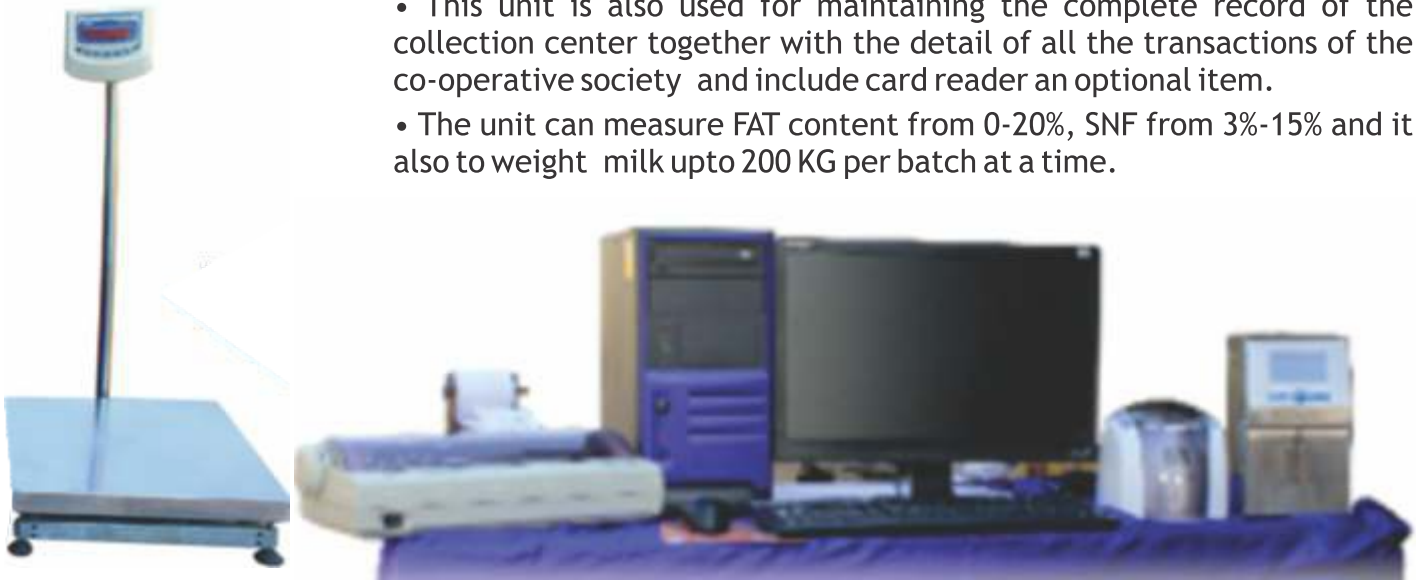 • This unit is also used for maintaining the complete record of the
collection center together with the detail of all the transactions of the
co-operative society and include card reader an optional item.
• The unit can measure FAT content from 0-20%, SNF from 3%-15% and it
also to weight milk upto 200 KG per batch at a time.